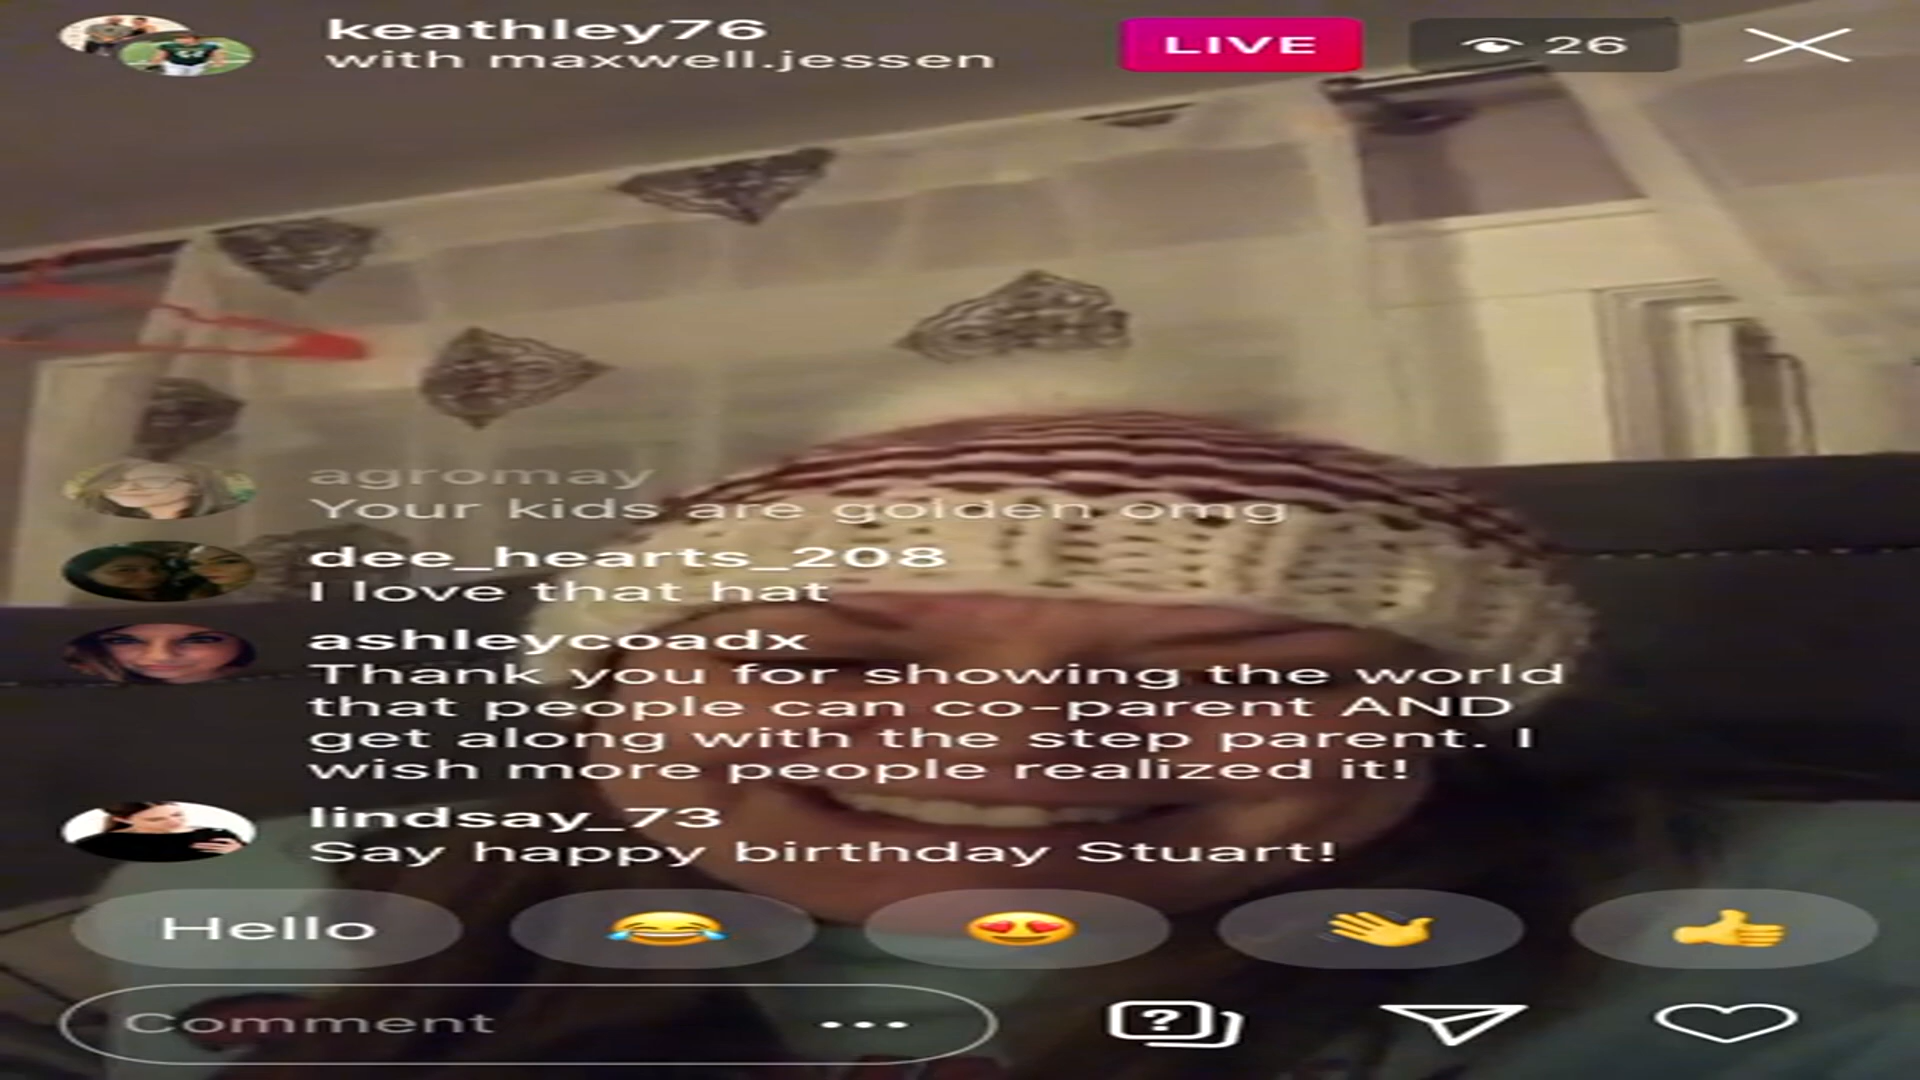 keathley76
with maxwell.jessen
LIVE
26
agromay
Your kids are golden omg
dee_hearts_208
I love that hat
ashleycoadx
Thank you for showing the world
that people can co-parent AND
get along with the step parent. I
wish more people realized it!
lindsay_73
Say happy birthday Stuart!
Hello
Comment